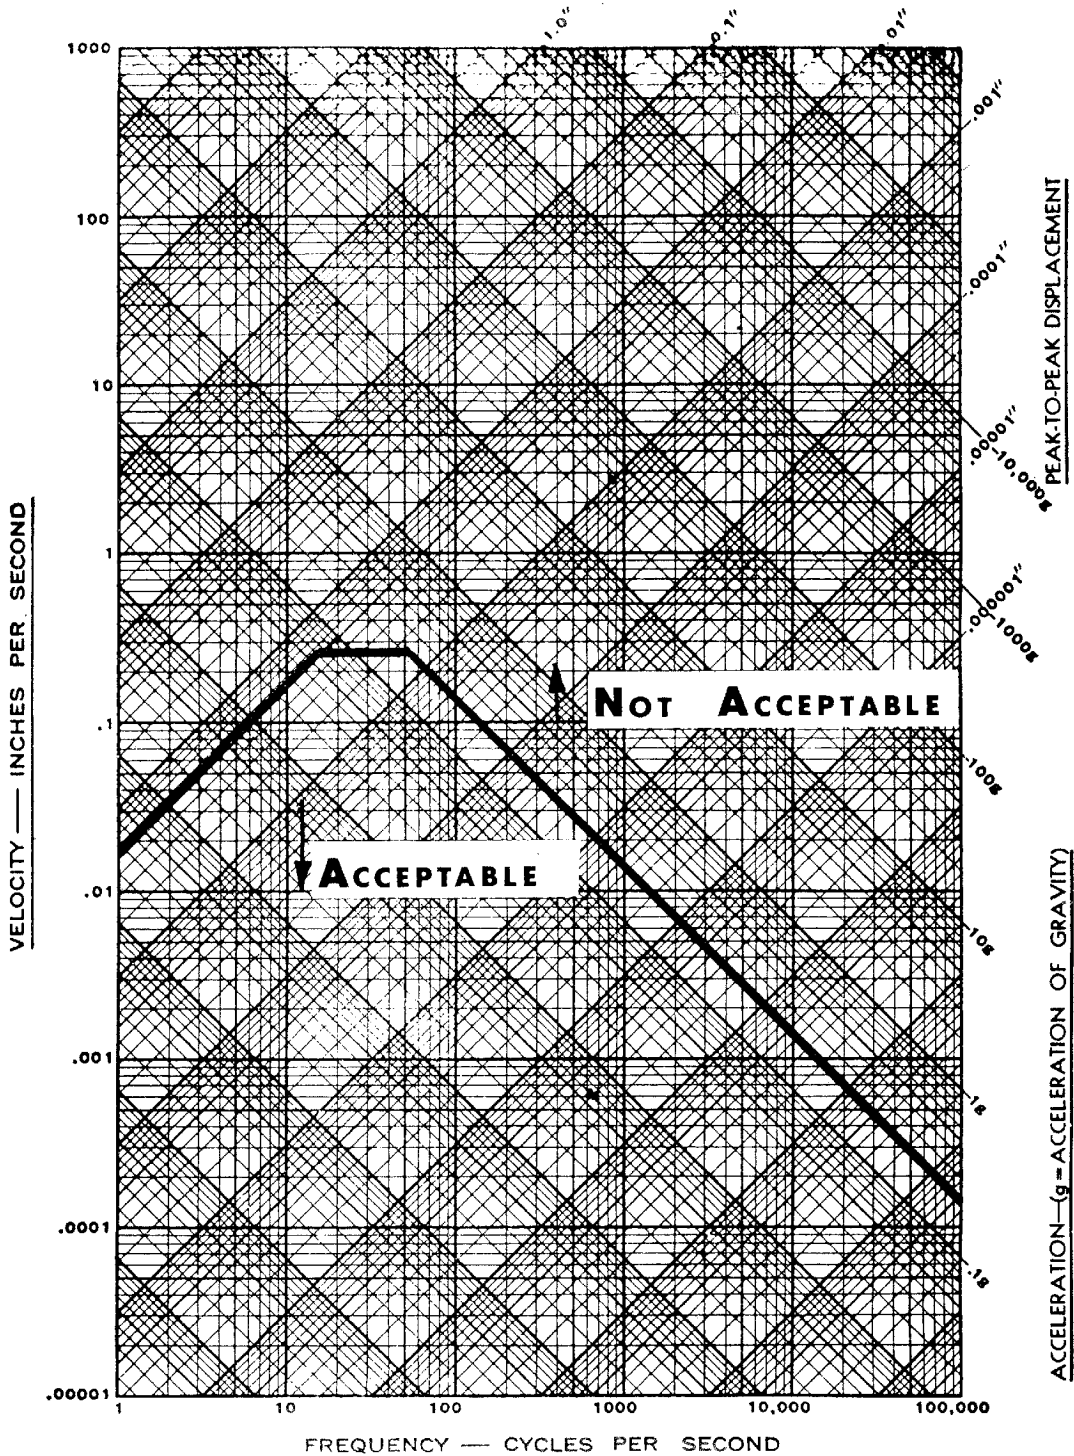 1.0"
0.1"
.01"
.001"
.0001"
.00001"
10,000g
.000001"
1000g
100g
10g
1g
.1g
PEAK-TO-PEAK DISPLACEMENT
ACCELERATION—(g = ACCELERATION OF GRAVITY)
VELOCITY — INCHES PER SECOND
1000
100
10
1
.1
.01
.001
.0001
.00001
NOT ACCEPTABLE
ACCEPTABLE
1 10 100 1000 10,000 100,000
FREQUENCY — CYCLES PER SECOND